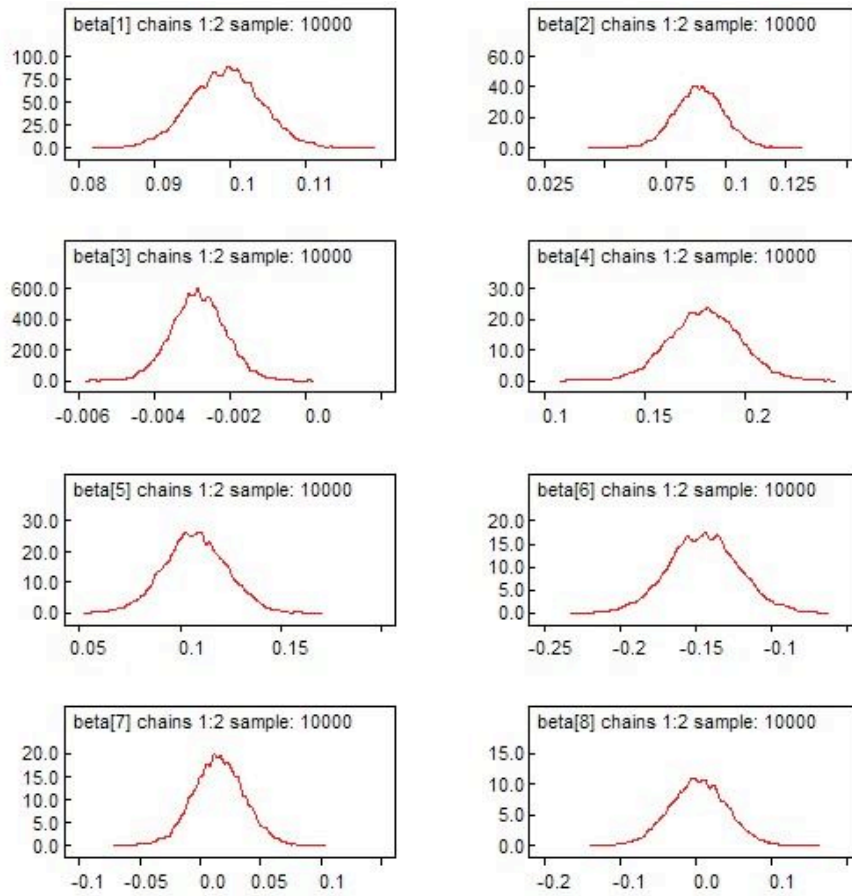 beta[1] chains 1:2 sample: 10000
100.0
75.0
50.0
25.0
0.0
0.08 0.09 0.1 0.11
beta[2] chains 1:2 sample: 10000
60.0
40.0
20.0
0.0
0.025 0.075 0.1 0.125
beta[3] chains 1:2 sample: 10000
600.0
400.0
200.0
0.0
-0.006 -0.004 -0.002 0.0
beta[4] chains 1:2 sample: 10000
30.0
20.0
10.0
0.0
0.1 0.15 0.2
beta[5] chains 1:2 sample: 10000
30.0
20.0
10.0
0.0
0.05 0.1 0.15
beta[6] chains 1:2 sample: 10000
20.0
15.0
10.0
5.0
0.0
-0.25 -0.2 -0.15 -0.1
beta[7] chains 1:2 sample: 10000
20.0
15.0
10.0
5.0
0.0
-0.1 -0.05 0.0 0.05 0.1
beta[8] chains 1:2 sample: 10000
15.0
10.0
5.0
0.0
-0.2 -0.1 0.0 0.1